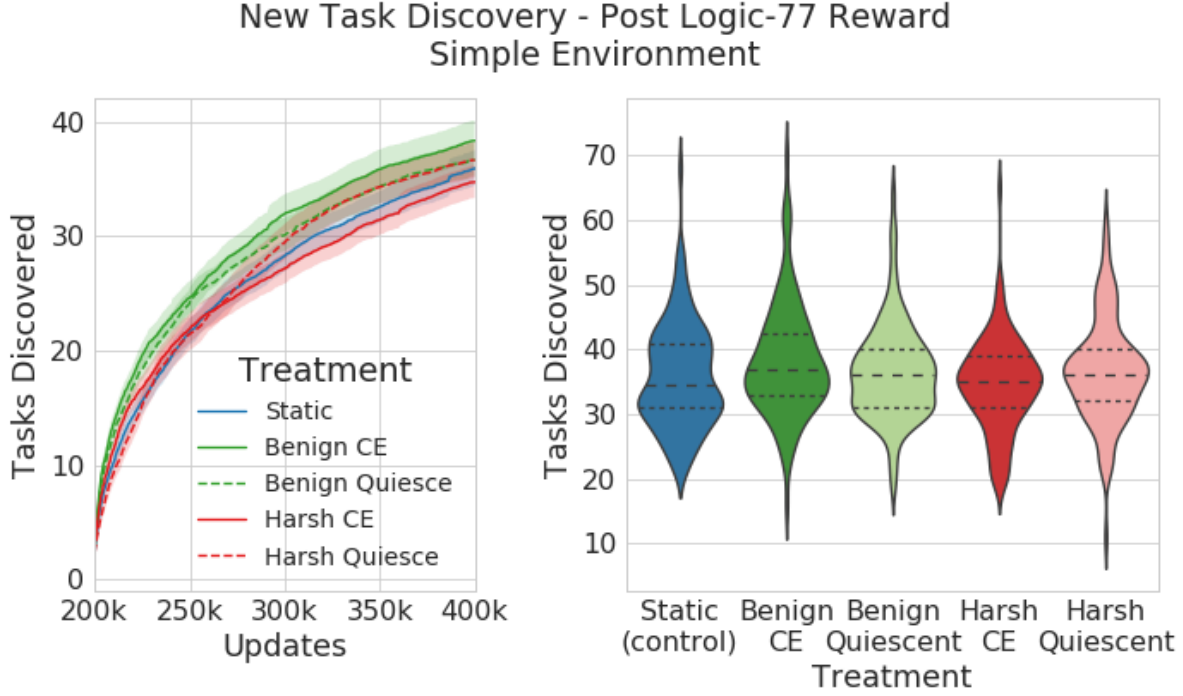 New Task Discovery - Post Logic-77 Reward
Simple Environment
40
30
20
10
0
Tasks Discovered
200k 250k 300k 350k 400k
Updates
Treatment
Static
Benign CE
Benign Quiesce
Harsh CE
Harsh Quiesce
70
60
50
40
30
20
10
Tasks Discovered
Static Benign Benign Harsh Harsh
(control) CE Quiescent CE Quiescent
Treatment